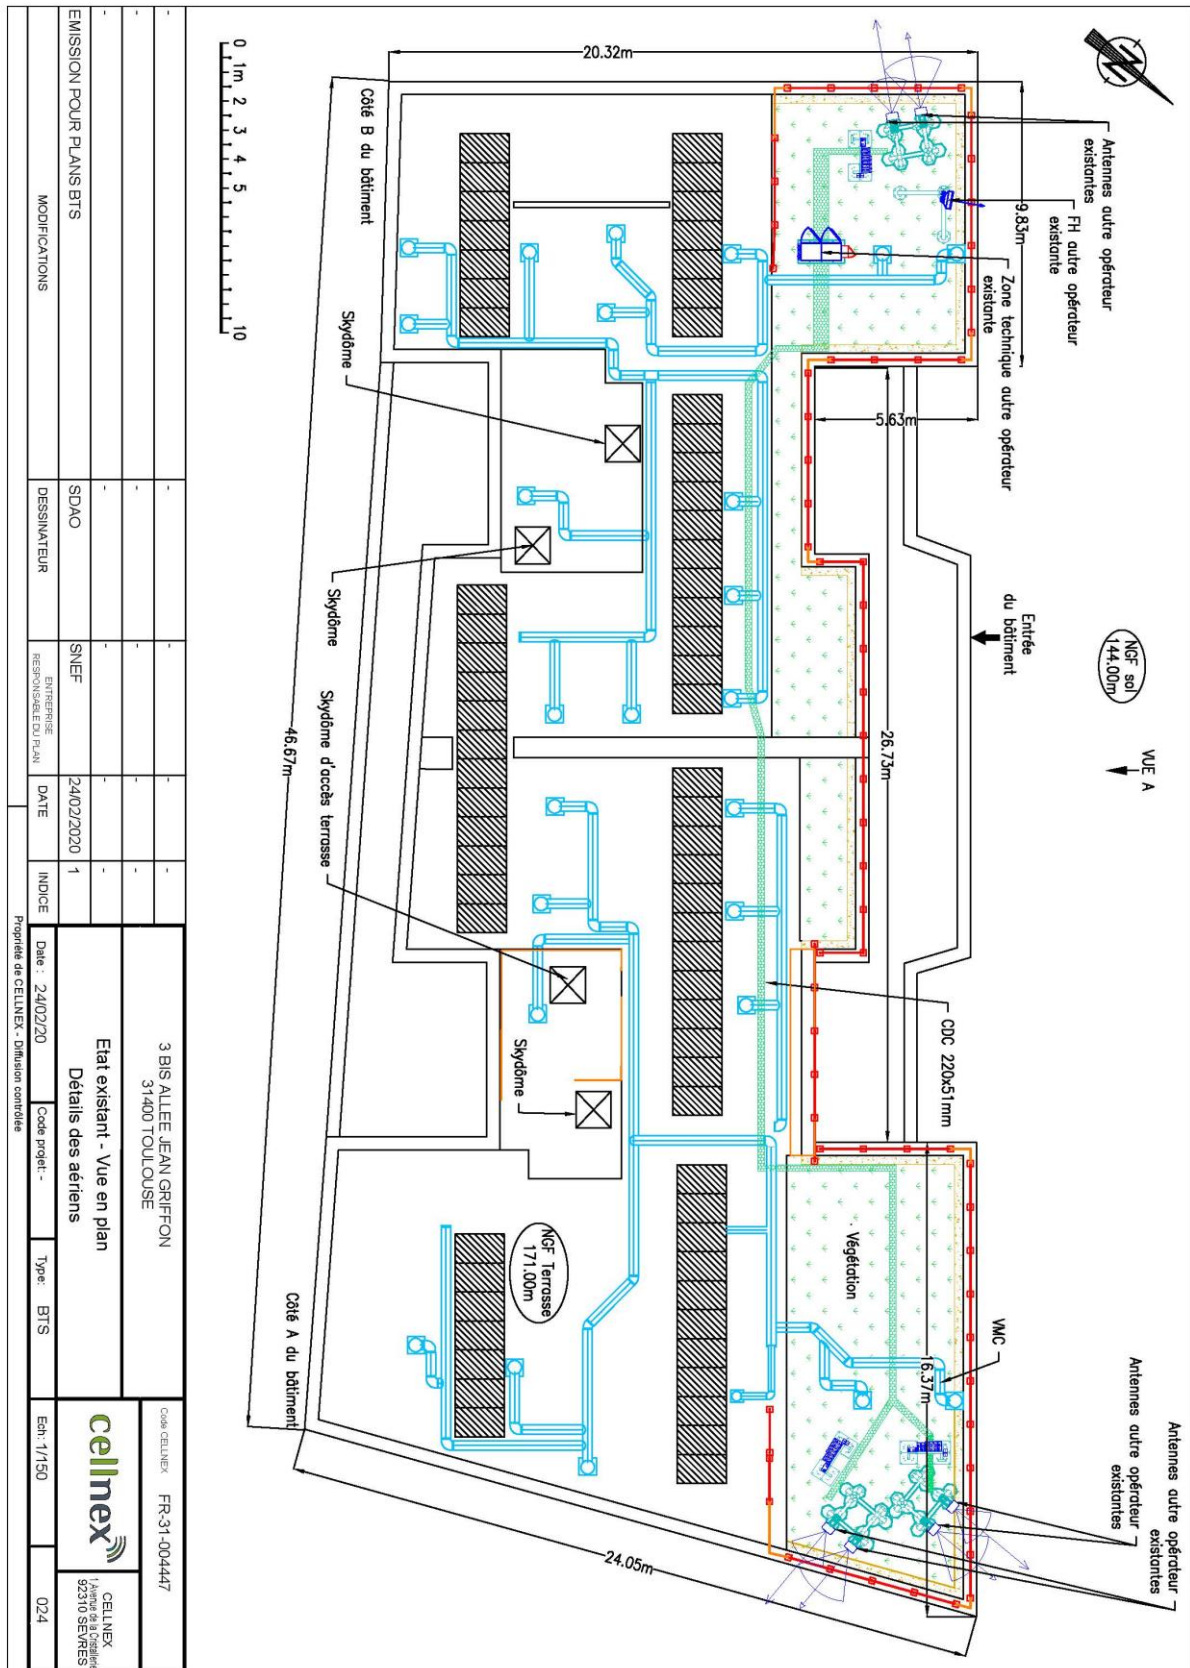 Antennes autre opérateur
existantes
FH autre opérateur
existante
Zone technique autre opérateur
existante
Entrée
du bâtiment
NGF sol
144.00m
VUE A
CDC 220x51mm
VMC
Antennes autre opérateur
existantes
Antennes autre opérateur
existantes
20.32m
9.83m
5.63m
26.73m
16.37m
24.05m
46.67m
Végétation
NGF Terrasse
171.00m
Côté B du bâtiment
Skydôme
Skydôme
Skydôme d'accès terrasse
Skydôme
Côté A du bâtiment
0 1m 2 3 4 5 10
- - - - -
- - - - -
EMISSION POUR PLANS BTS SDAO SNEF 24/02/2020 1
MODIFICATIONS DESSINATEUR ENTREPRISE RESPONSABLE DU PLAN DATE INDICE
3 BIS ALLEE JEAN GRIFFON
31400 TOULOUSE
Etat existant - Vue en plan
Détails des aériens
Date : 24/02/20 Code projet: - Type: BTS
Code CELLNEX FR-31-004447
cellnex
CELLNEX
1 Avenue de la Cristallerie
92310 SEVRES
Ech: 1/150 024
Propriété de CELLNEX - Diffusion contrôlée